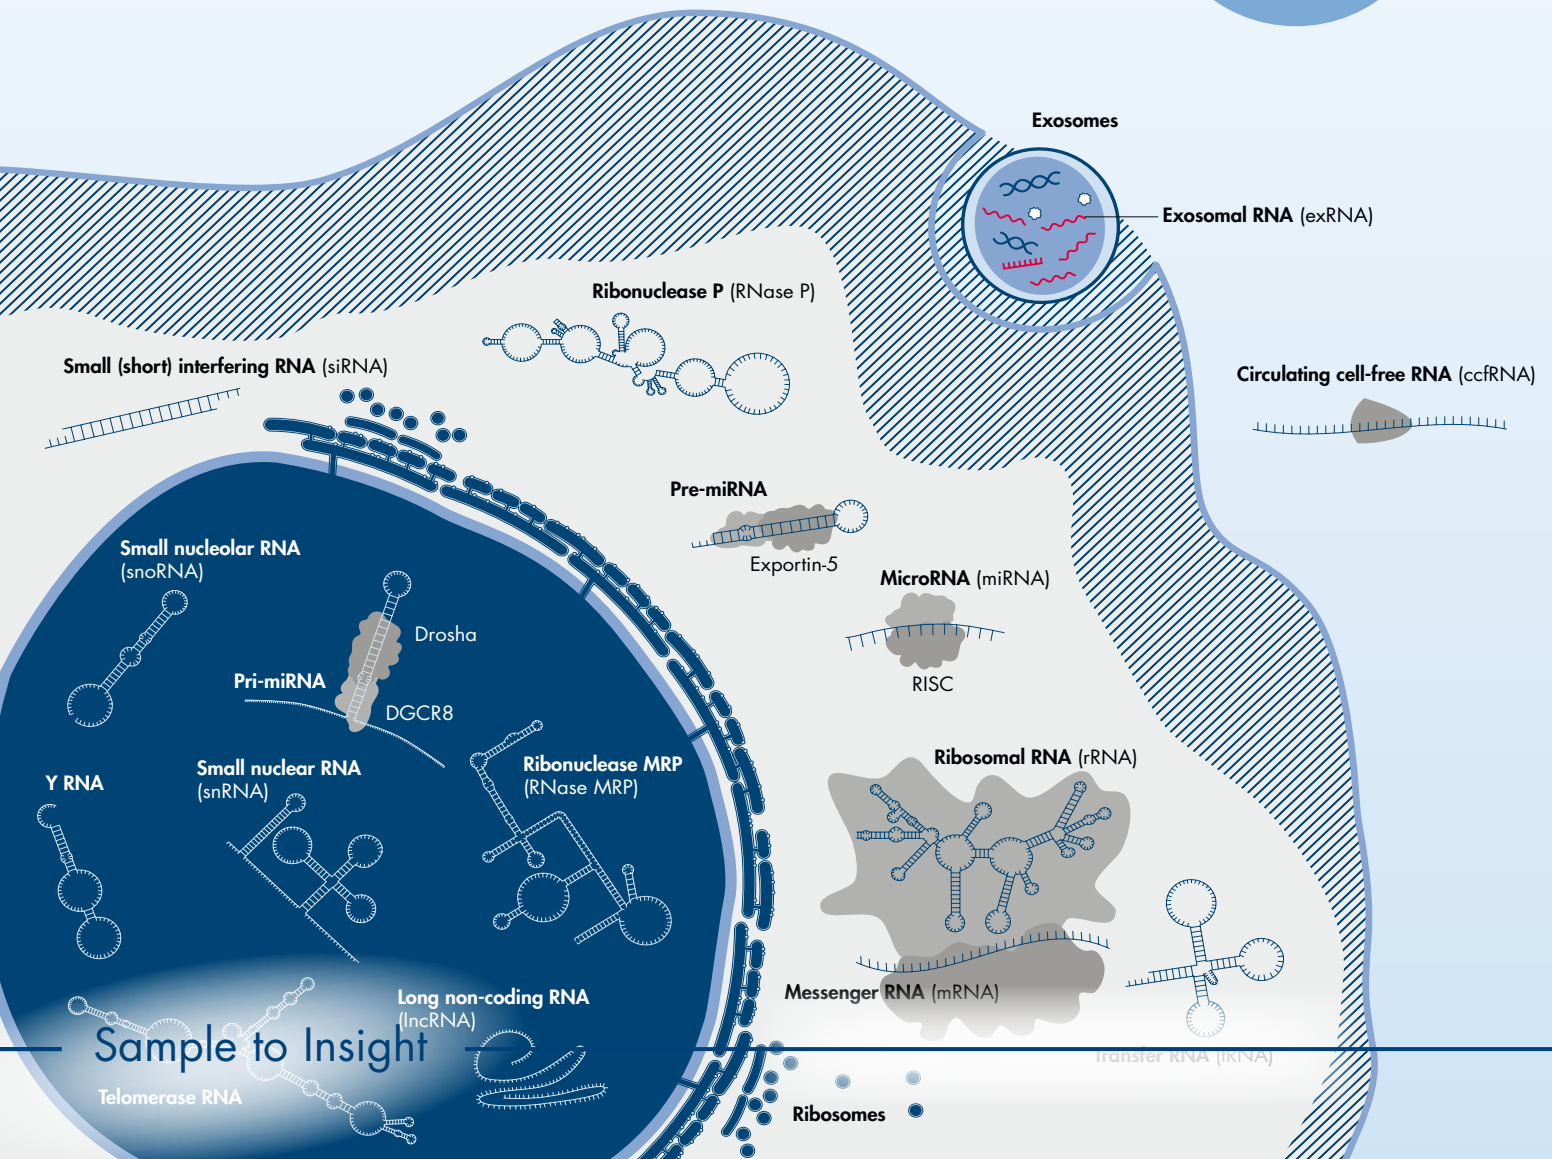 Exosomes
Exosomal RNA (exRNA)
Ribonuclease P (RNase P)
Small (short) interfering RNA (siRNA)
Circulating cell-free RNA (ccfRNA)
Pre-miRNA
Exportin-5
Small nucleolar RNA
(snoRNA)
MicroRNA (miRNA)
RISC
Drosha
Pri-miRNA
DGCR8
Ribosomal RNA (rRNA)
Ribonuclease MRP
(RNase MRP)
Small nuclear RNA
(snRNA)
Y RNA
Long non-coding RNA
(lncRNA)
Messenger RNA (mRNA)
Sample to Insight
Transfer RNA (tRNA)
Telomerase RNA
Ribosomes